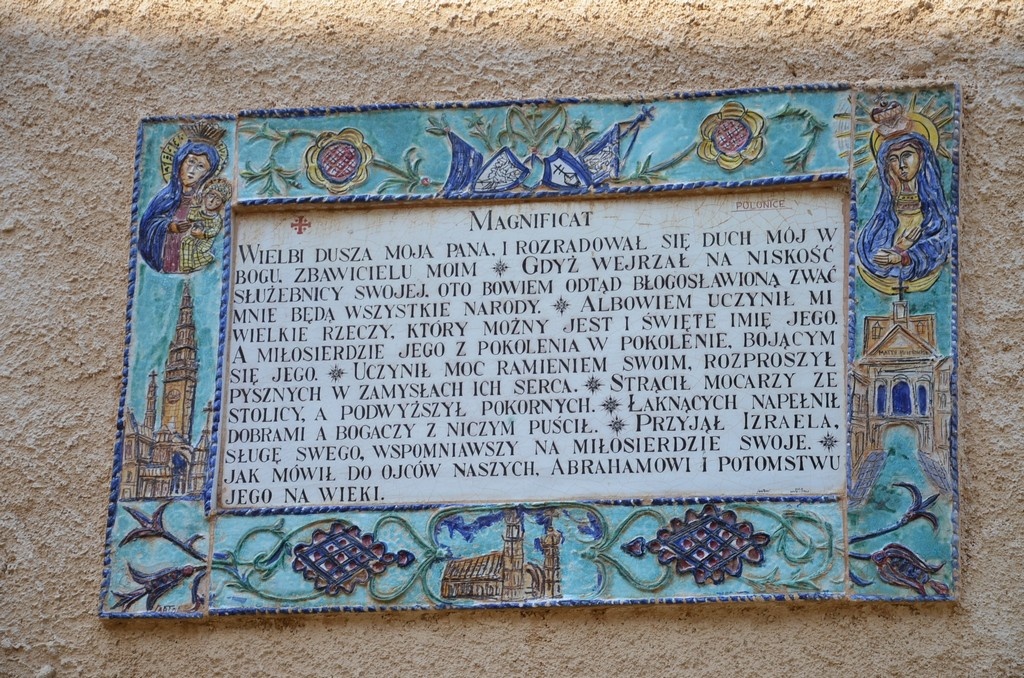 POLONICE
MAGNIFICAT
WIELBI DUSZA MOJA PANA, I ROZRADOWAŁ SIĘ DUCH MÓJ W
BOGU, ZBAWICIELU MOIM GDYŻ WEJRZAŁ NA NISKOŚĆ
SŁUŻEBNICY SWOJEJ. OTO BOWIEM ODTĄD BŁOGOSŁAWIONĄ ZWAĆ
MNIE BĘDĄ WSZYSTKIE NARODY. ALBOWIEM UCZYNIŁ MI
WIELKIE RZECZY, KTÓRY MOŻNY JEST I ŚWIĘTE IMIĘ JEGO.
A MIŁOSIERDZIE JEGO Z POKOLENIA W POKOLENIE, BOJĄCYM
SIĘ JEGO. UCZYNIŁ MOC RAMIENIEM SWOIM, ROZPROSZYŁ
PYSZNYCH W ZAMYSŁACH ICH SERCA. STRĄCIŁ MOCARZY ZE
STOLICY, A PODWYŻSZYŁ POKORNYCH. ŁAKNĄCYCH NAPEŁNIŁ
DOBRAMI A BOGACZY Z NICZYM PUŚCIŁ. PRZYJĄŁ IZRAELA,
SŁUGĘ SWEGO, WSPOMNIAWSZY NA MIŁOSIERDZIE SWOJE.
JAK MÓWIŁ DO OJCÓW NASZYCH, ABRAHAMOWI I POTOMSTWU
JEGO NA WIEKI.